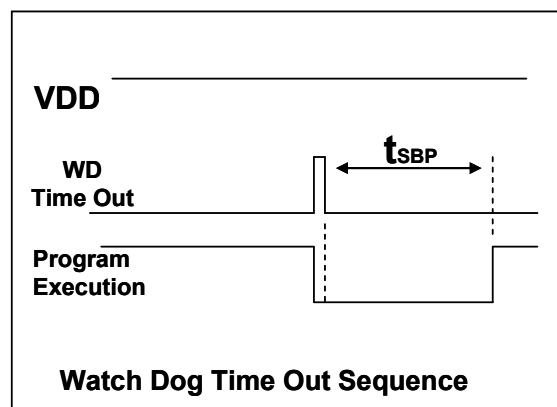 VDD
tSBP
WD
Time Out
Program
Execution
Watch Dog Time Out Sequence